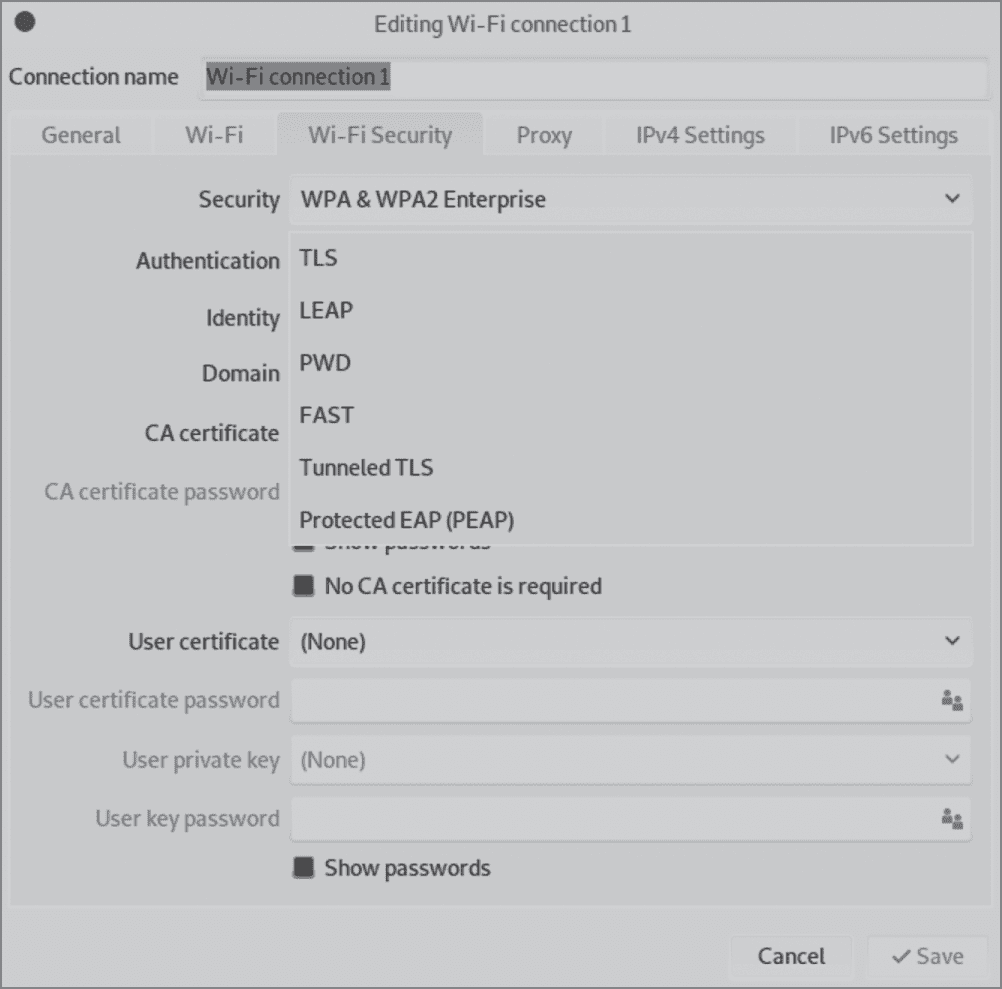 Editing Wi-Fi connection 1
Connection name Wi-Fi connection 1
General Wi-Fi Wi-Fi Security Proxy IPv4 Settings IPv6 Settings
Security WPA & WPA2 Enterprise
Authentication TLS
LEAP
Identity
PWD
Domain
FAST
CA certificate
Tunneled TLS
CA certificate password
Protected EAP (PEAP)
Show passwords
No CA certificate is required
User certificate (None)
User certificate password
User private key (None)
User key password
Show passwords
Cancel Save